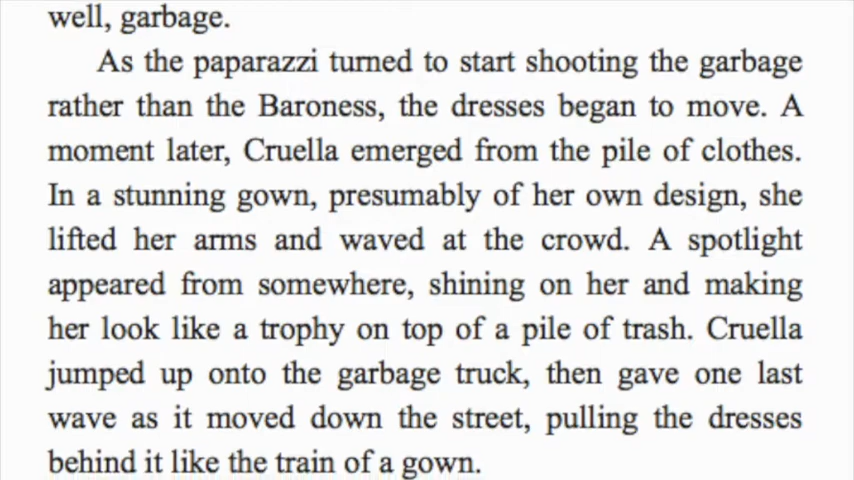 well, garbage.
As the paparazzi turned to start shooting the garbage
rather than the Baroness, the dresses began to move. A
moment later, Cruella emerged from the pile of clothes.
In a stunning gown, presumably of her own design, she
lifted her arms and waved at the crowd. A spotlight
appeared from somewhere, shining on her and making
her look like a trophy on top of a pile of trash. Cruella
jumped up onto the garbage truck, then gave one last
wave as it moved down the street, pulling the dresses
behind it like the train of a gown.